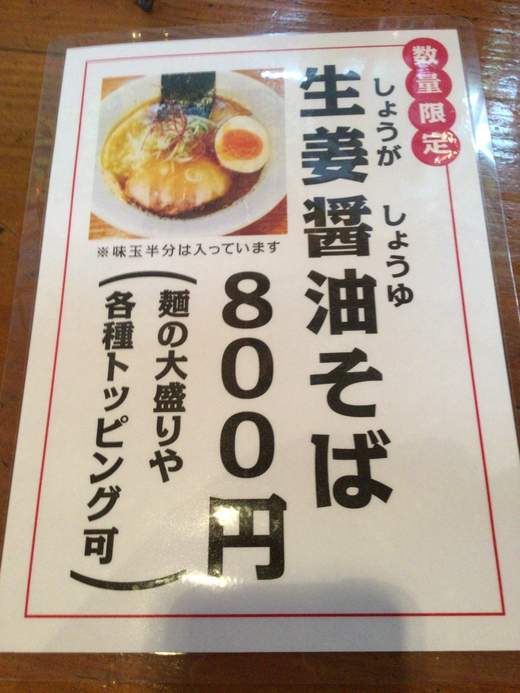 数量限定
しょうが しょうゆ
生姜醤油そば
800円
※味玉半分は入っています
(麺の大盛りや
各種トッピング可)